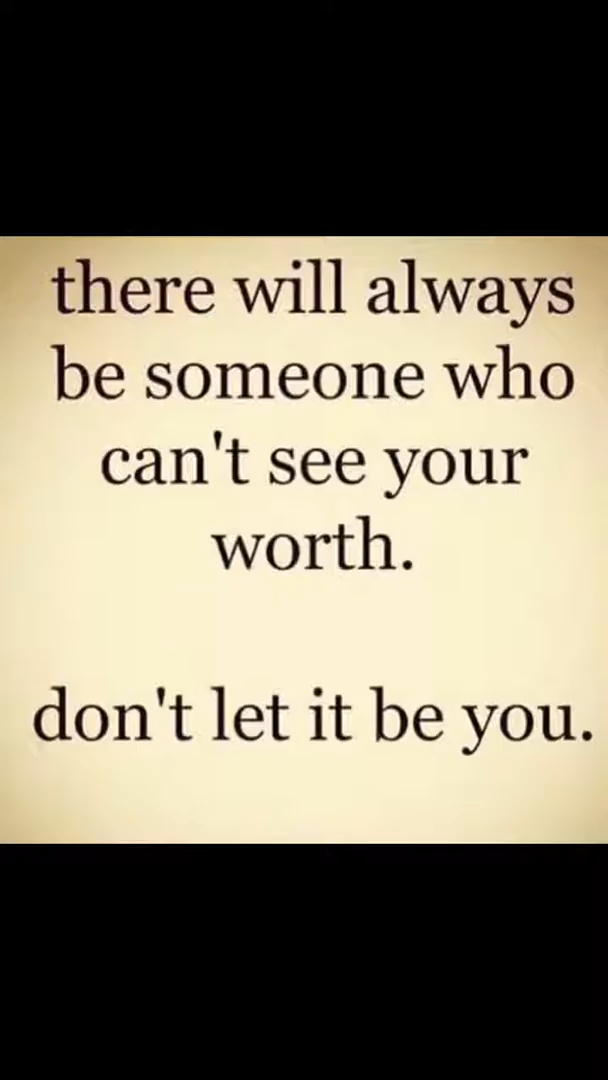 there will always
be someone who
can't see your
worth.
don't let it be you.